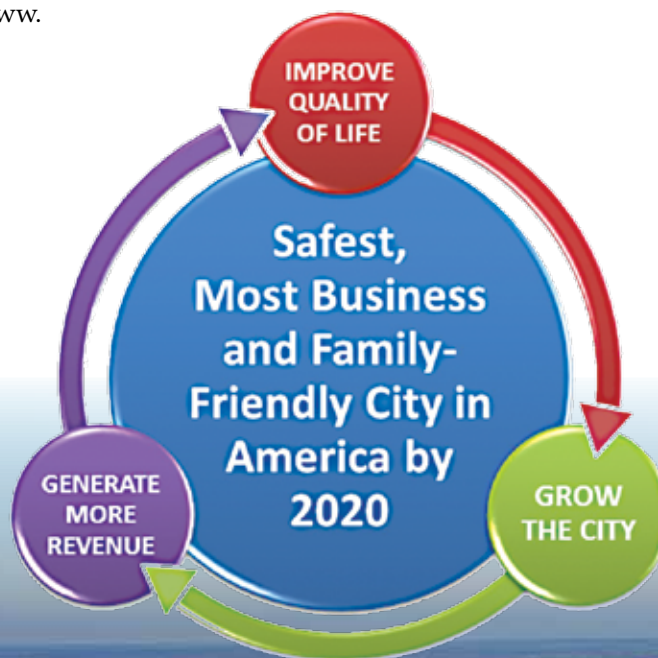 ww.
IMPROVE
QUALITY
OF LIFE
Safest,
Most Business
and Family-
Friendly City in
America by
2020
GENERATE
MORE
REVENUE
GROW
THE CITY